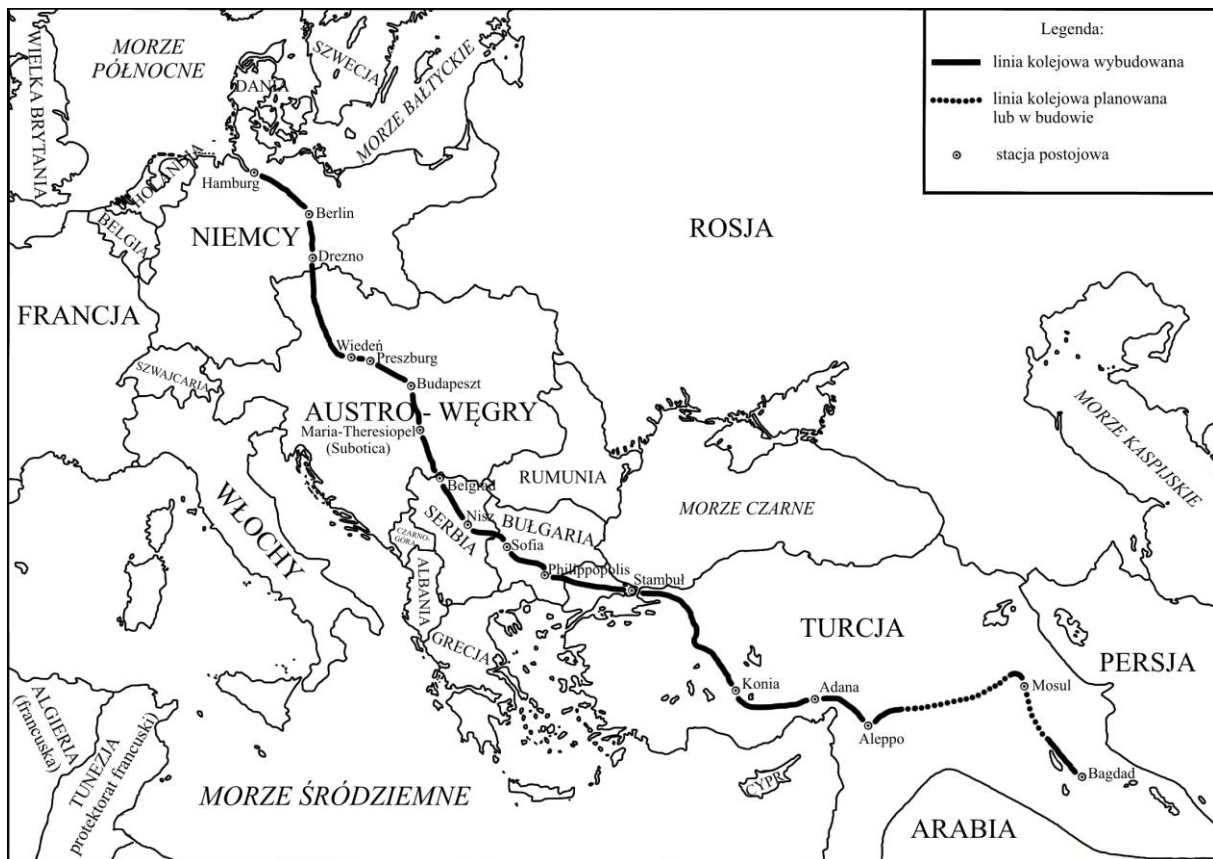 Legenda:
linia kolejowa wybudowana
linia kolejowa planowana
lub w budowie
stacja postojowa
MORZE
PÓŁNOCNE
SZWECJA
WIELKA BRYTANIA
DANIA
MORZE BAŁTYCKIE
HOLANDIA
Hamburg
Berlin
BELGIA
NIEMCY
ROSJA
Drezno
FRANCJA
Wiedeń
Preszburg
SZWAJCARIA
Budapeszt
AUSTRO - WĘGRY
Maria-Theresiopel
(Subotica)
MORZE KASPIJSKIE
Belgrad
RUMUNIA
WŁOCHY
MORZE CZARNE
Nisz
SERBIA
BUŁGARIA
CZARNO-
GÓRA
Sofia
Philippopolis
Stambuł
ALBANIA
TURCJA
GRECJA
PERSJA
Konia
Adana
Mosul
ALGIERIA
(francuska)
TUNEZJA
protektorat francuski)
Aleppo
CYPR
Bagdad
MORZE ŚRÓDZIEMNE
ARABIA